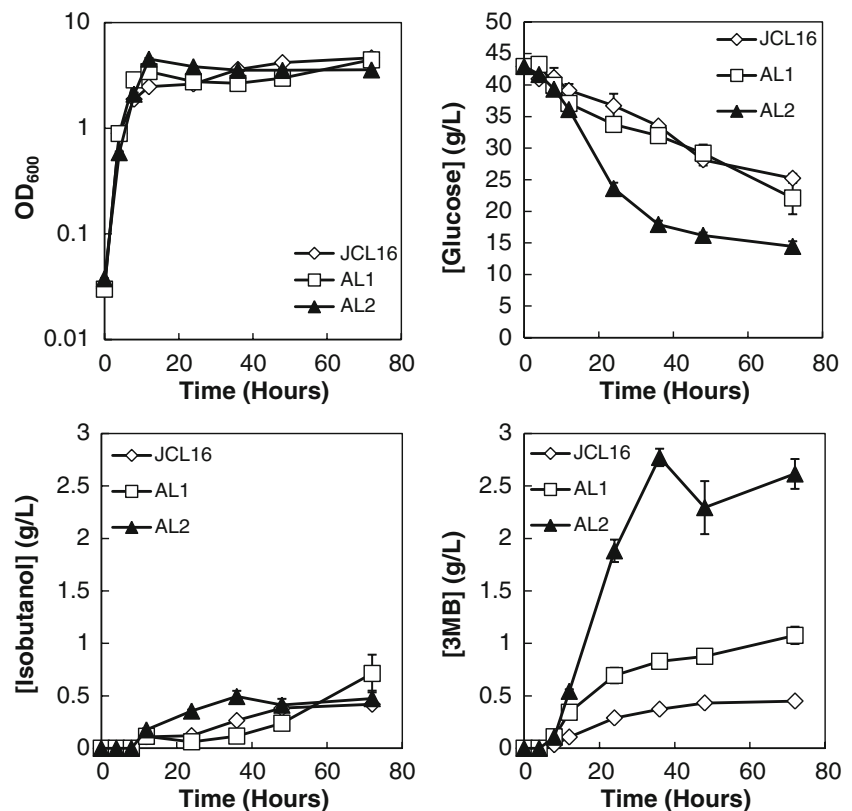 10
1
0.1
0.01
OD600
0 20 40 60 80
Time (Hours)
JCL16
AL1
AL2
50
45
40
35
30
25
20
15
10
5
0
[Glucose] (g/L)
0 20 40 60 80
Time (Hours)
JCL16
AL1
AL2
3
2.5
2
1.5
1
0.5
0
[Isobutanol] (g/L)
0 20 40 60 80
Time (Hours)
JCL16
AL1
AL2
3
2.5
2
1.5
1
0.5
0
[3MB] (g/L)
0 20 40 60 80
Time (Hours)
JCL16
AL1
AL2